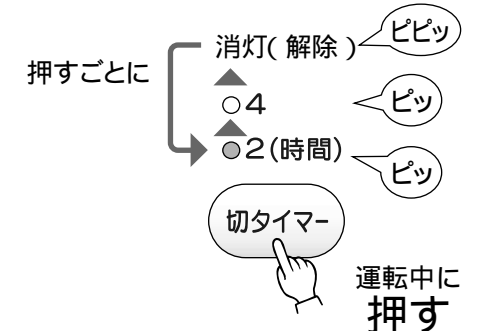 消灯(解除)
ピピッ
押すごとに
○4
ピッ
2(時間)
ピッ
切タイマー
運転中に
押す